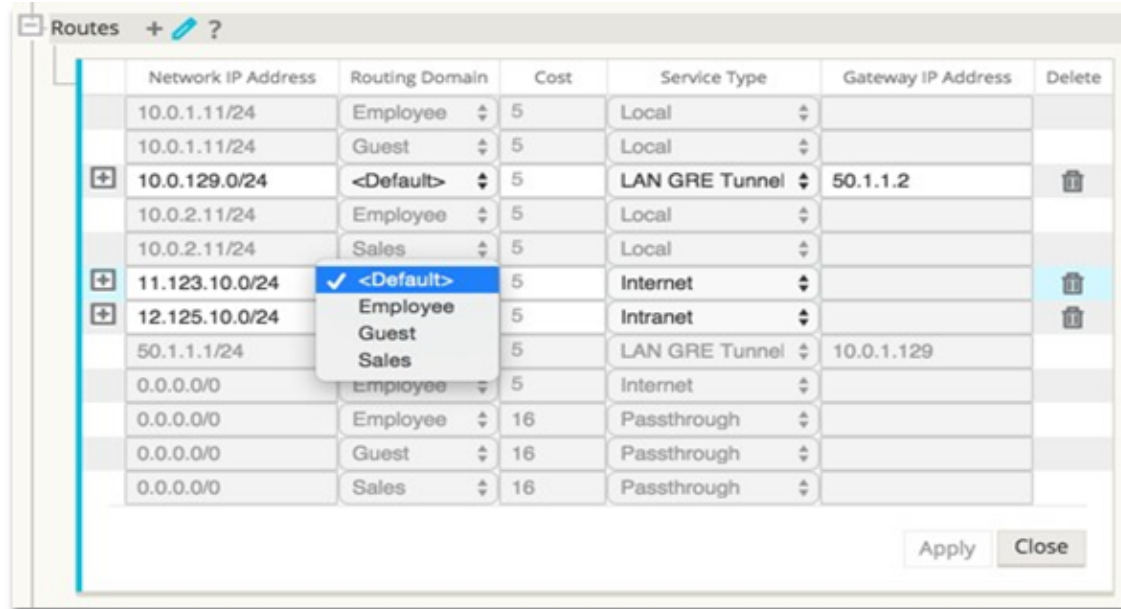 Routes + ?
Network IP Address Routing Domain Cost Service Type Gateway IP Address Delete
10.0.1.11/24 Employee 5 Local
10.0.1.11/24 Guest 5 Local
10.0.129.0/24 <Default> 5 LAN GRE Tunnel 50.1.1.2
10.0.2.11/24 Employee 5 Local
10.0.2.11/24 Sales 5 Local
11.123.10.0/24 ✓ <Default> 5 Internet
Employee
12.125.10.0/24 5 Intranet
Guest
50.1.1.1/24 Sales 5 LAN GRE Tunnel 10.0.1.129
0.0.0.0/0 Employee 5 Internet
0.0.0.0/0 Employee 16 Passthrough
0.0.0.0/0 Guest 16 Passthrough
0.0.0.0/0 Sales 16 Passthrough
Apply Close